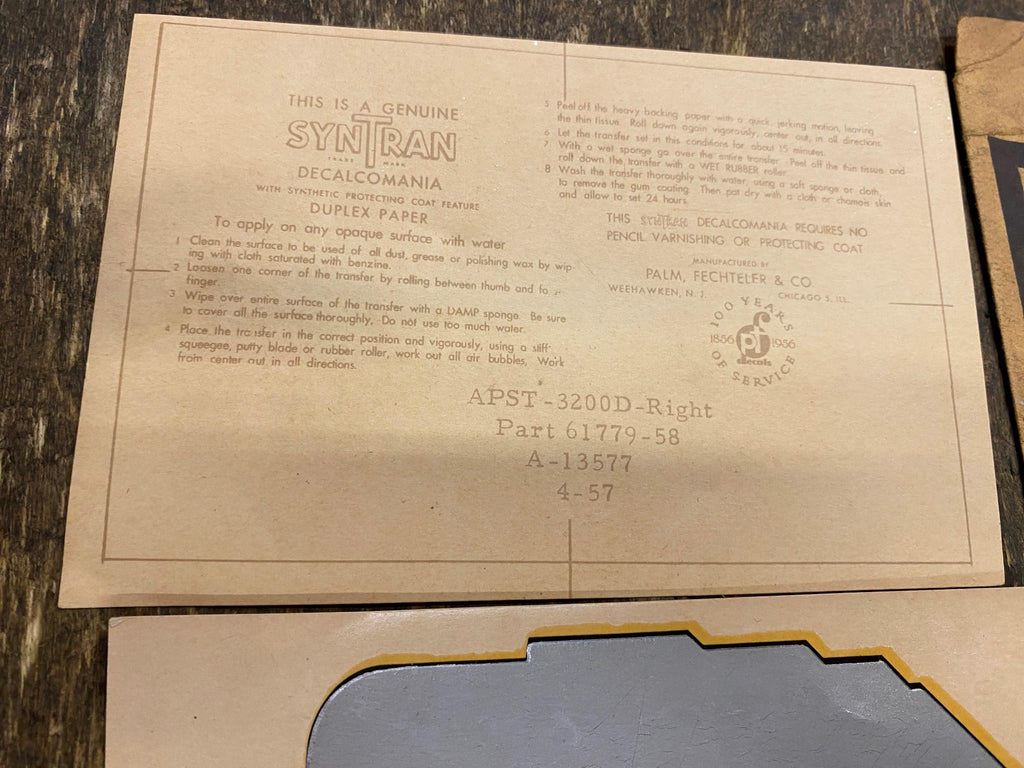 THIS IS A GENUINE
SYNTRAN
TRADE MARK
DECALCOMANIA
WITH SYNTHETIC PROTECTING COAT FEATURE
DUPLEX PAPER
To apply on any opaque surface with water
1 Clean the surface to be used of all dust, grease or polishing wax by wip
ing with cloth saturated with benzine.
2 Loosen one corner of the transfer by rolling between thumb and fo
finger.
3 Wipe over entire surface of the transfer with a DAMP sponge. Be sure
to cover all the surface thoroughly, Do not use too much water.
4 Place the transfer in the correct position and vigorously, using a stiff
squeegee, putty blade or rubber roller, work out all air bubbles, Work
from center out in all directions.
5 Peel off the heavy backing paper with a quick, jerking motion, leaving
the thin tissue. Roll down again vigorously, center out, in all directions.
6 Let the transfer set in this conditions for about 15 minutes.
7 With a wet sponge go over the entire transfer. Peel off the thin tissue and
roll down the transfer with a WET RUBBER roller.
8 Wash the transfer thoroughly with water, using a soft sponge or cloth,
to remove the gum coating. Then pat dry with a cloth or chamois skin
and allow to set 24 hours.
THIS SYNTRAN DECALCOMANIA REQUIRES NO
PENCIL VARNISHING OR PROTECTING COAT
MANUFACTURED BY
PALM, FECHTELER & CO.
WEEHAWKEN, N. J. CHICAGO 5, ILL.
100 YEARS
1856 pf 1956
decals
OF SERVICE
APST-3200D-Right
Part 61779-58
A-13577
4-57